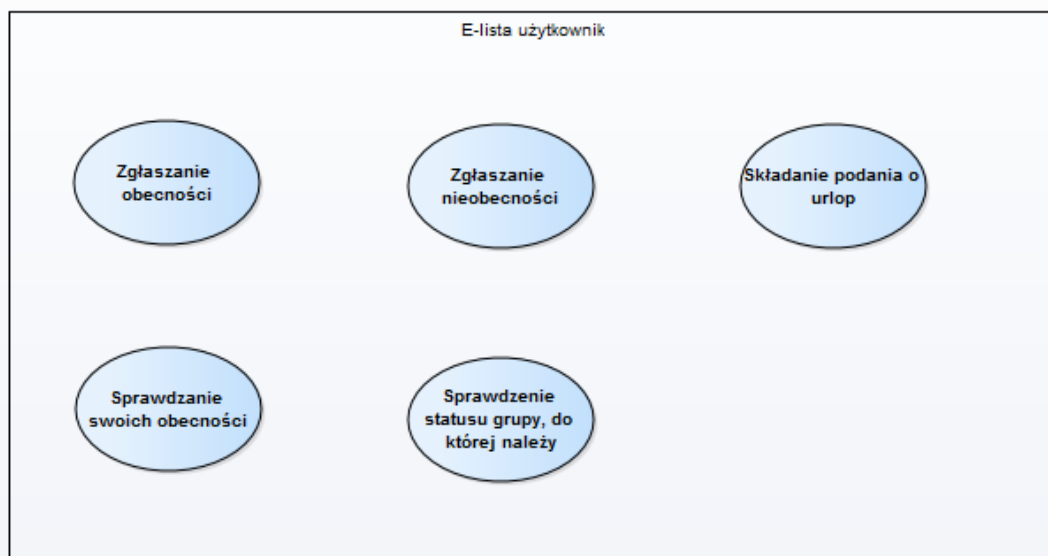 E-lista użytkownik
Zgłaszanie
obecności
Zgłaszanie
nieobecności
Składanie podania o
urlop
Sprawdzanie
swoich obecności
Sprawdzenie
statusu grupy, do
której należy